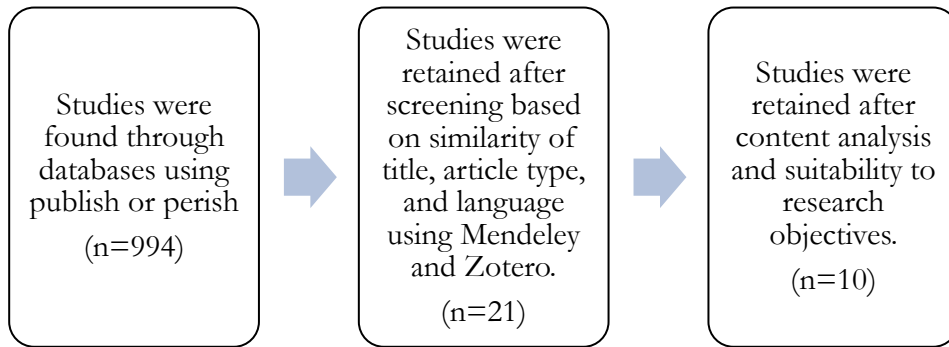 Studies were
found through
databases using
publish or perish
(n=994)
Studies were
retained after
screening based
on similarity of
title, article type,
and language
using Mendeley
and Zotero.
(n=21)
Studies were
retained after
content analysis
and suitability to
research
objectives.
(n=10)